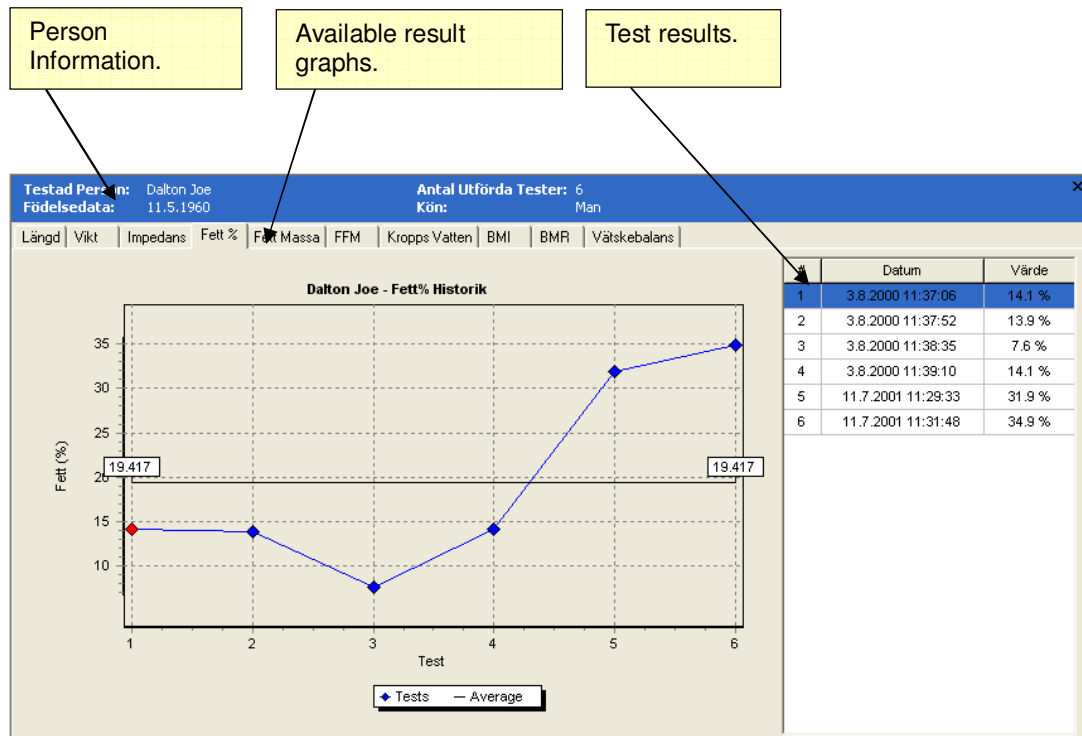 Person
Information.
Available result
graphs.
Test results.
Testad Person: Dalton Joe Antal Utförda Tester: 6
Födelsedata: 11.5.1960 Kön: Man
Längd Vikt Impedans Fett % Fett Massa FFM Kropps Vatten BMI BMR Vätskebalans
Dalton Joe - Fett% Historik
35
30
25
20
15
10
Fett (%)
19.417 19.417
1 2 3 4 5 6
Test
Tests Average
# Datum Värde
1 3.8.2000 11:37:06 14.1 %
2 3.8.2000 11:37:52 13.9 %
3 3.8.2000 11:38:35 7.6 %
4 3.8.2000 11:39:10 14.1 %
5 11.7.2001 11:29:33 31.9 %
6 11.7.2001 11:31:48 34.9 %